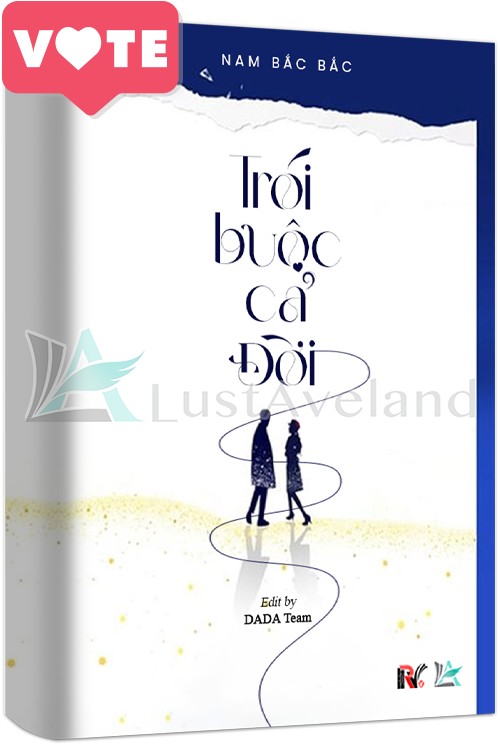 VOTE
NAM BẮC BẮC
Trói
buộc
cả
Đời
LustAveland
Edit by
DADA Team